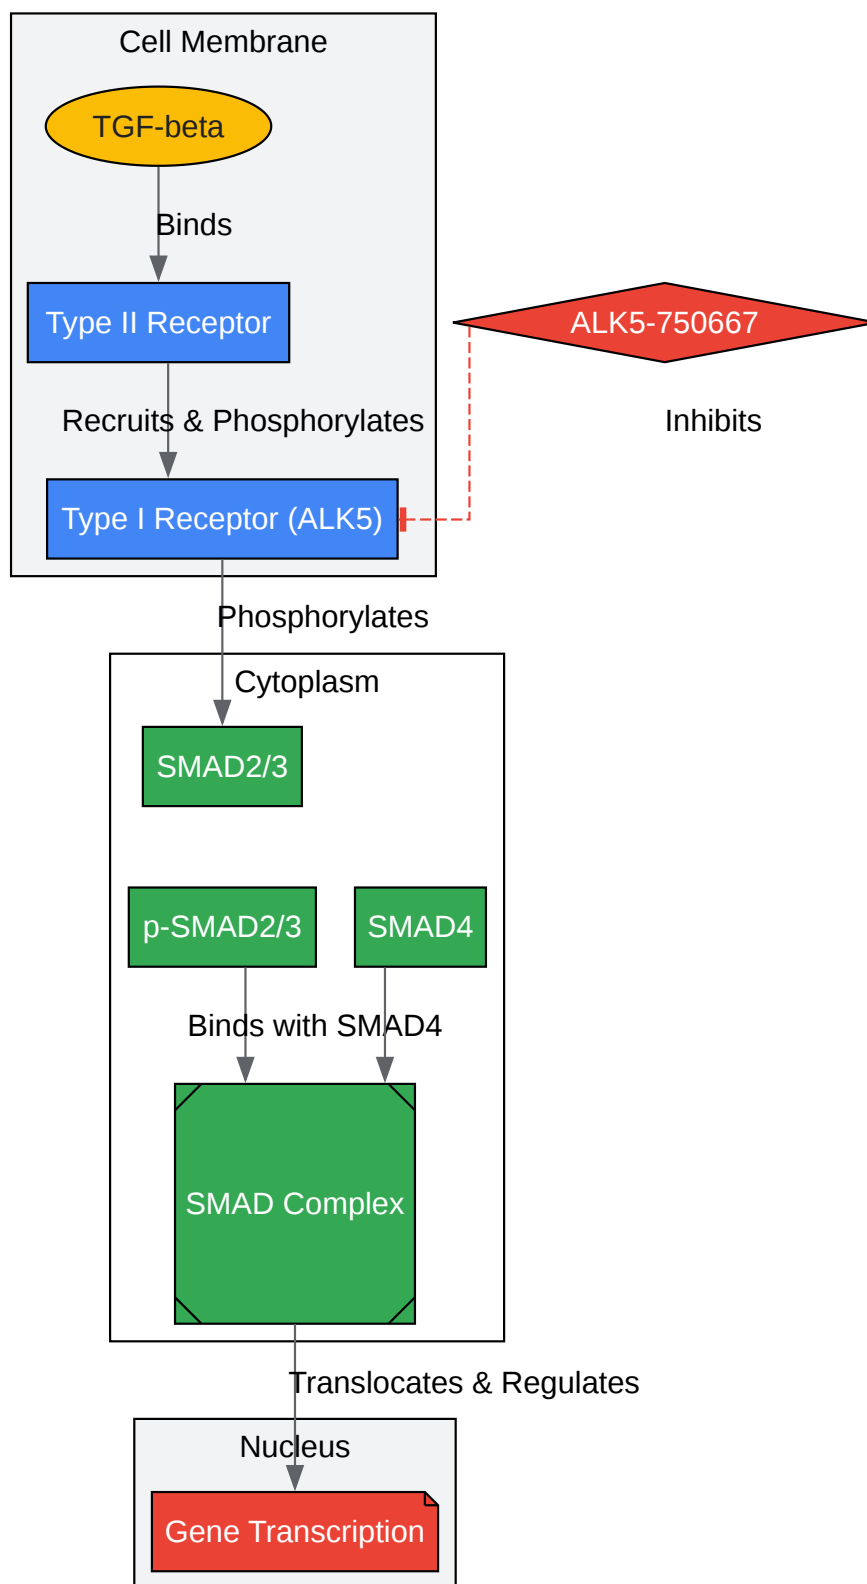 Cell Membrane
TGF-beta
Binds
Type II Receptor
ALK5-750667
Recruits & Phosphorylates
Inhibits
Type I Receptor (ALK5)
Phosphorylates
Cytoplasm
SMAD2/3
p-SMAD2/3
SMAD4
Binds with SMAD4
SMAD Complex
Translocates & Regulates
Nucleus
Gene Transcription